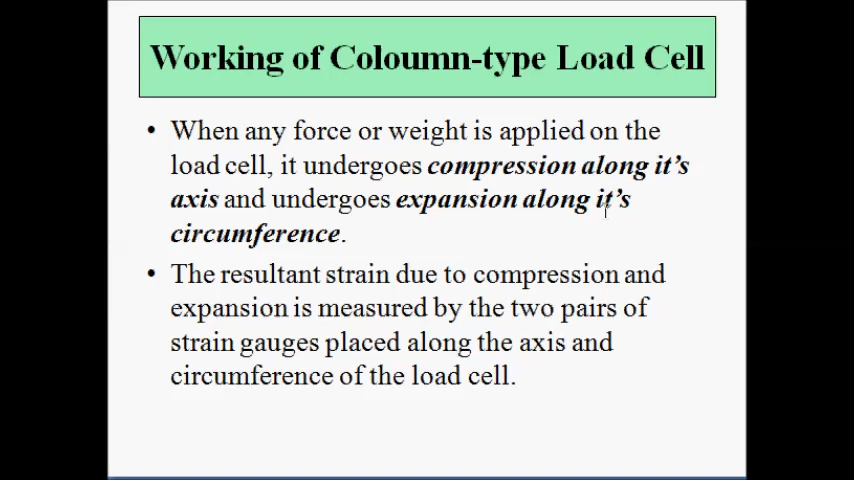 Working of Coloumn-type Load Cell
• When any force or weight is applied on the
load cell, it undergoes compression along it's
axis and undergoes expansion along it's
circumference.
• The resultant strain due to compression and
expansion is measured by the two pairs of
strain gauges placed along the axis and
circumference of the load cell.